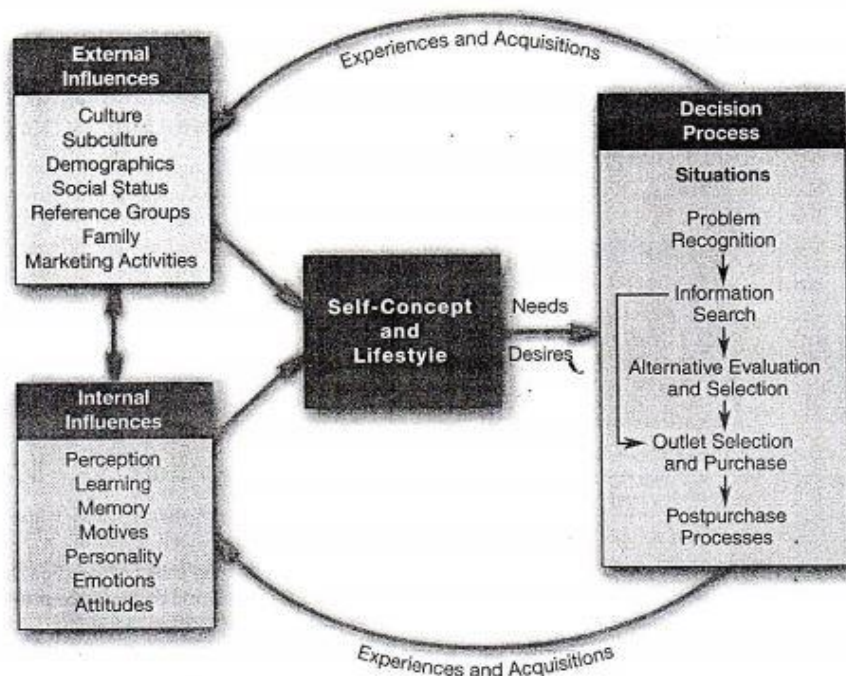 External
Influences
Culture
Subculture
Demographics
Social Status
Reference Groups
Family
Marketing Activities
Experiences and Acquisitions
Decision
Process
Situations
Problem
Recognition
Information
Search
Alternative Evaluation
and Selection
Outlet Selection
and Purchase
Postpurchase
Processes
Self-Concept
and
Lifestyle
Needs
Desires
Internal
Influences
Perception
Learning
Memory
Motives
Personality
Emotions
Attitudes
Experiences and Acquisitions